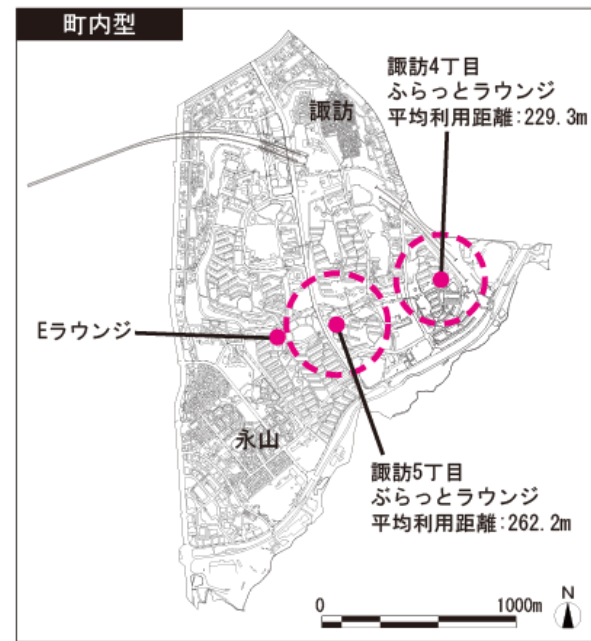 町内型
諏訪4丁目
ふらっとラウンジ
平均利用距離:229.3m
諏訪
Eラウンジ
永山
諏訪5丁目
ぶらっとラウンジ
平均利用距離:262.2m
0
1000m
N